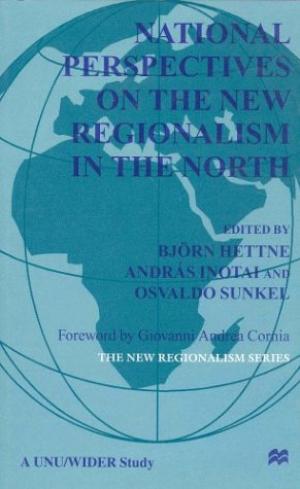 NATIONAL
PERSPECTIVES
ON THE NEW
REGIONALISM
IN THE NORTH
EDITED BY
BJÖRN HETTNE
ANDRÁS INOTAI AND
OSVALDO SUNKEL
Foreword by Giovanni Andrea Cornia
THE NEW REGIONALISM SERIES
A UNU/WIDER Study